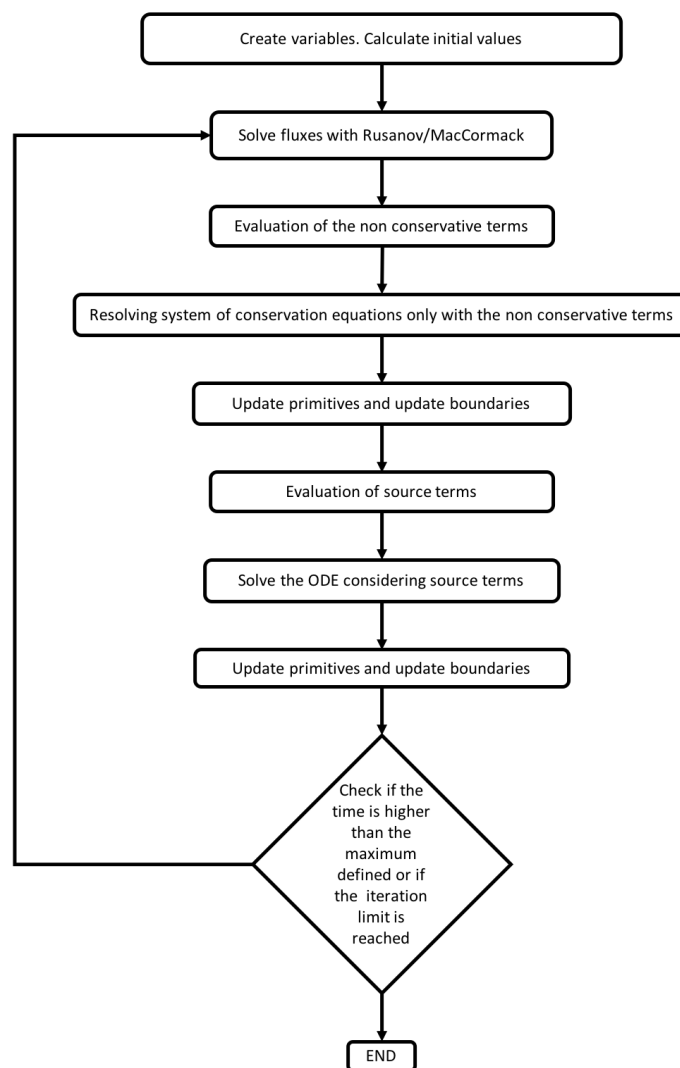 Create variables. Calculate initial values
Solve fluxes with Rusanov/MacCormack
Evaluation of the non conservative terms
Resolving system of conservation equations only with the non conservative terms
Update primitives and update boundaries
Evaluation of source terms
Solve the ODE considering source terms
Update primitives and update boundaries
Check if the
time is higher
than the
maximum
defined or if
the iteration
limit is
reached
END